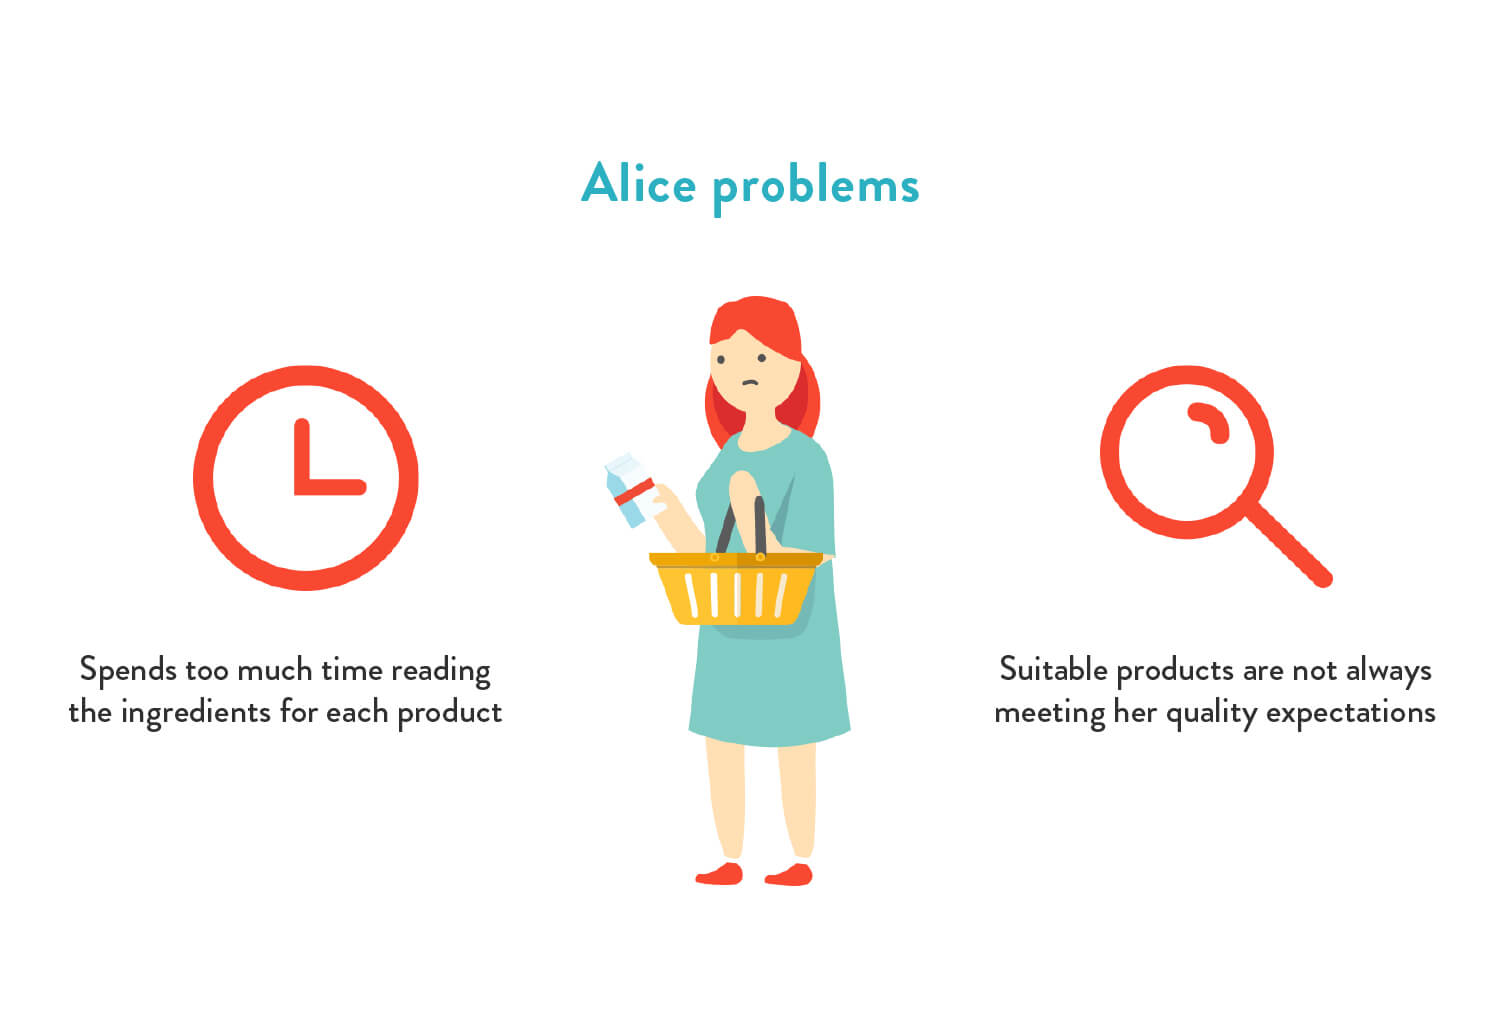 Alice problems
Spends too much time reading
the ingredients for each product
Suitable products are not always
meeting her quality expectations